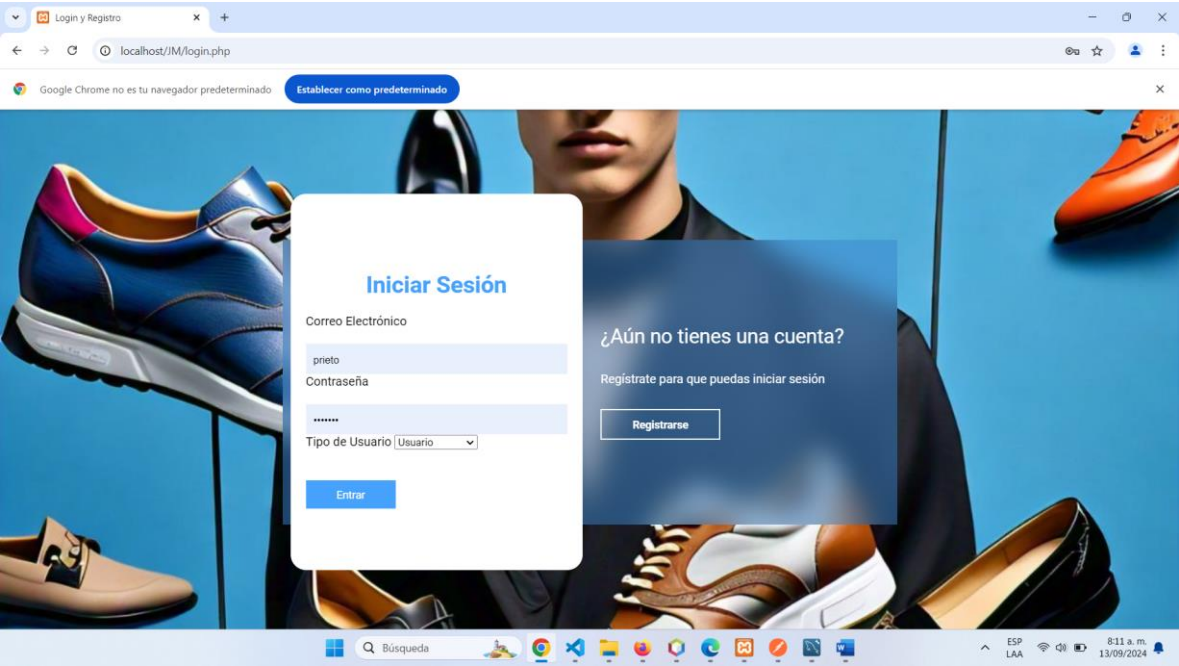 Login y Registro
localhost/JM/login.php
Google Chrome no es tu navegador predeterminado
Establecer como predeterminado
Iniciar Sesión
Correo Electrónico
prieto
Contraseña
•••••••
Tipo de Usuario Usuario
Entrar
¿Aún no tienes una cuenta?
Regístrate para que puedas iniciar sesión
Registrarse
Búsqueda
ESP
LAA
8:11 a. m.
13/09/2024